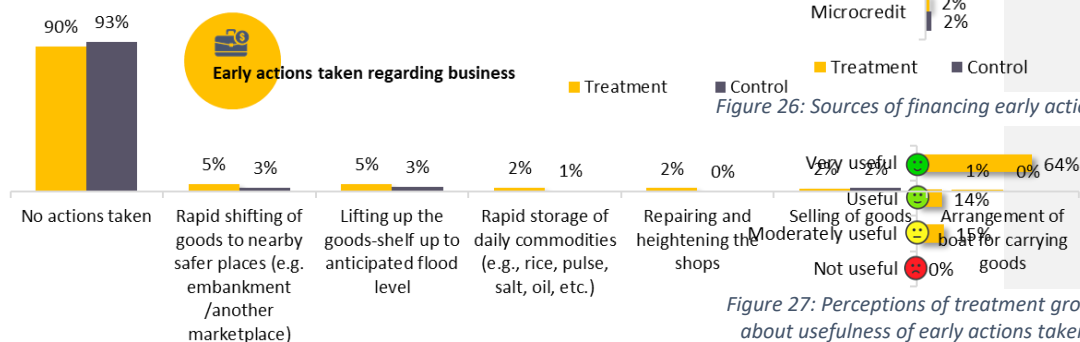 90%
93%
Early actions taken regarding business
Treatment
Control
5%
3%
5%
3%
2%
1%
2%
0%
2%
2%
1%
0%
No actions taken
Rapid shifting of
goods to nearby
safer places (e.g.
embankment
/another
marketplace)
Lifting up the
goods-shelf up to
anticipated flood
level
Rapid storage of
daily commodities
(e.g., rice, pulse,
salt, oil, etc.)
Repairing and
heightening the
shops
Selling of goods
Arrangement of
boat for carrying
goods
Microcredit
2%
2%
Treatment
Control
Figure 26: Sources of financing early actio
Very useful
64%
Useful
14%
Moderately useful
15%
Not useful
0%
Figure 27: Perceptions of treatment gro
about usefulness of early actions take